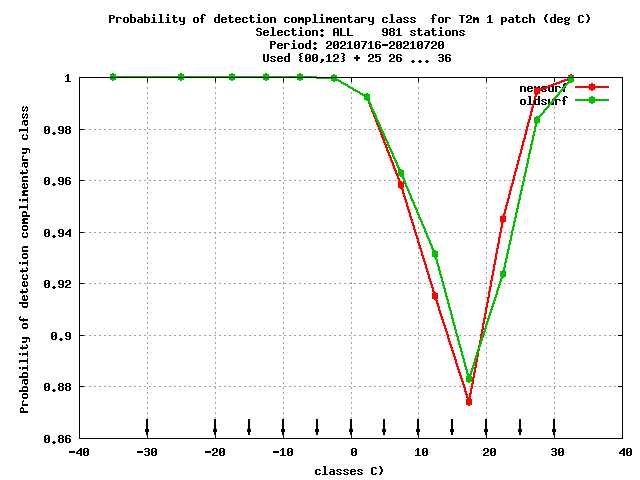 Probability of detection complimentary class  for T2m 1 patch (deg C)
Selection: ALL    981 stations
Period: 20210716-20210720
Used {00,12} + 25 26 ... 36
Probability of detection complimentary class
1
0,98
0,96
0,94
0,92
0,9
0,88
0,86
newsurf
oldsurf
-40 -30 -20 -10 0 10 20 30 40
classes C)